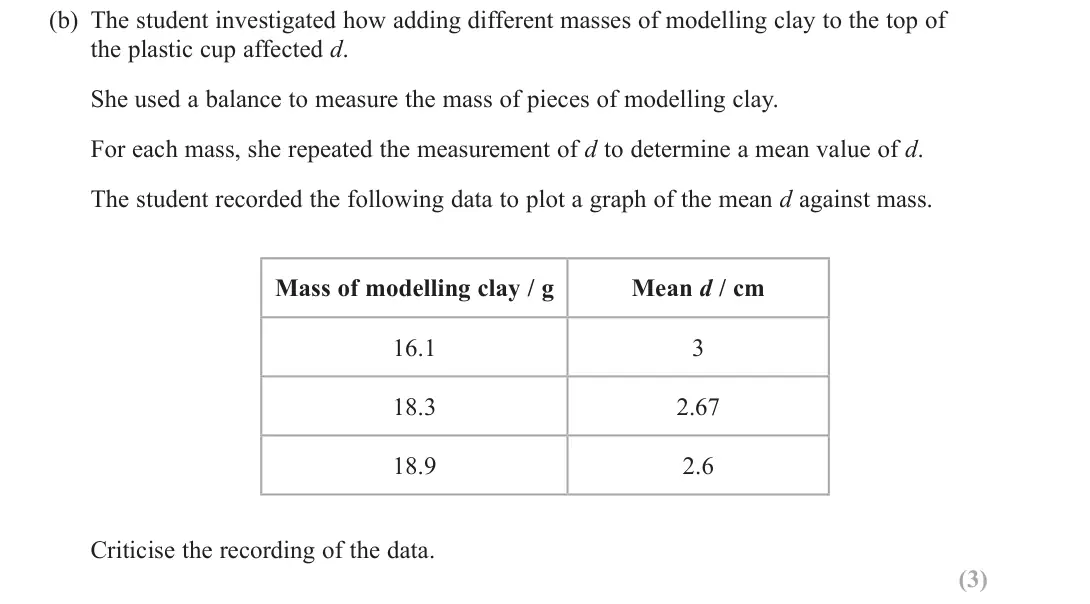 (b) The student investigated how adding different masses of modelling clay to the top of
the plastic cup affected d.
She used a balance to measure the mass of pieces of modelling clay.
For each mass, she repeated the measurement of d to determine a mean value of d.
The student recorded the following data to plot a graph of the mean d against mass.
Mass of modelling clay / g Mean d / cm
16.1 3
18.3 2.67
18.9 2.6
Criticise the recording of the data.
(3)